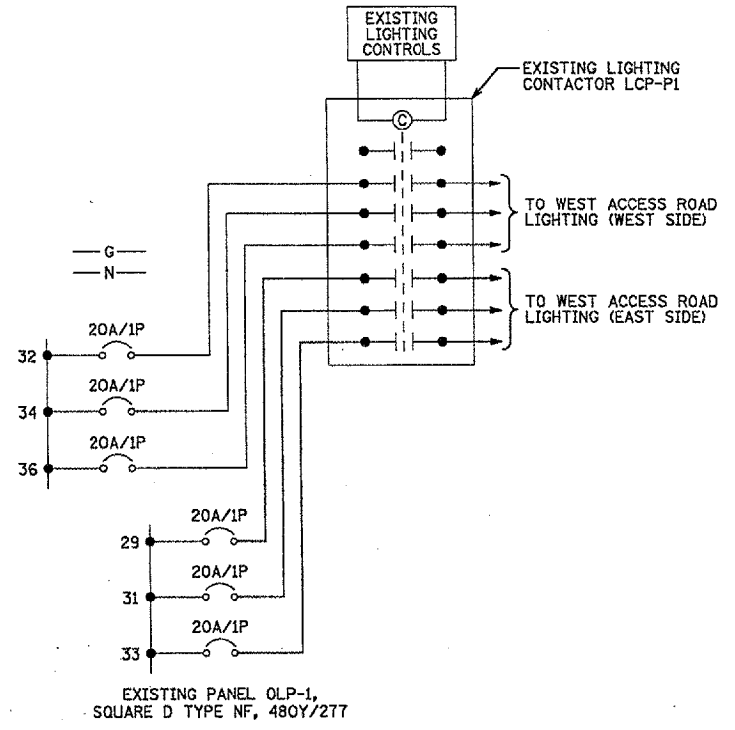 EXISTING
LIGHTING
CONTROLS
EXISTING LIGHTING
CONTACTOR LCP-P1
C
TO WEST ACCESS ROAD
LIGHTING (WEST SIDE)
G
N
TO WEST ACCESS ROAD
LIGHTING (EAST SIDE)
20A/1P
32
20A/1P
34
20A/1P
36
20A/1P
29
20A/1P
31
20A/1P
33
EXISTING PANEL OLP-1,
SQUARE D TYPE NF, 480Y/277